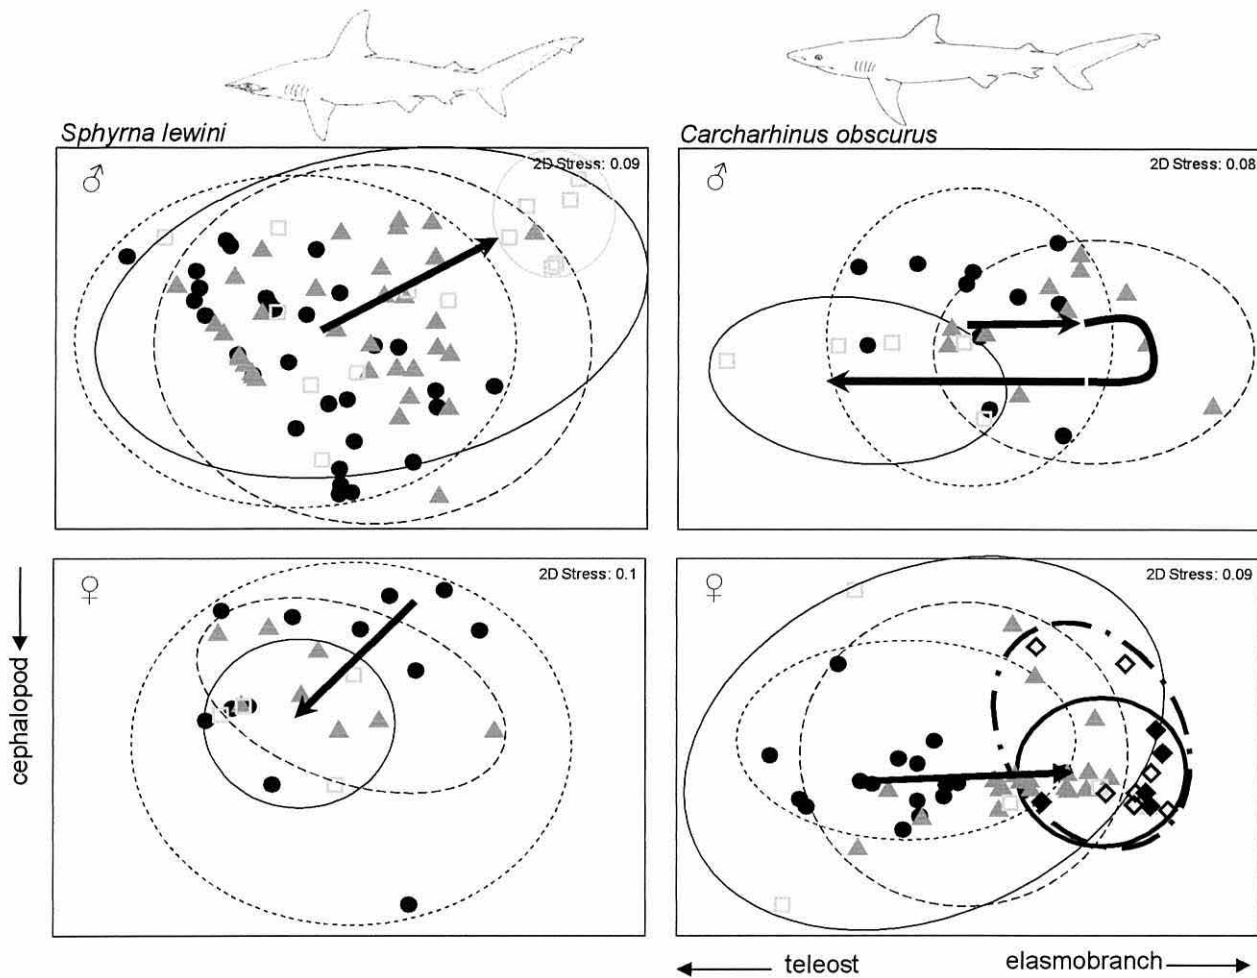 Sphyrna lewini
Carcharhinus obscurus
♂
2D Stress: 0.09
♂
2D Stress: 0.08
♀
2D Stress: 0.1
♀
2D Stress: 0.09
cephalopod
teleost
elasmobranch